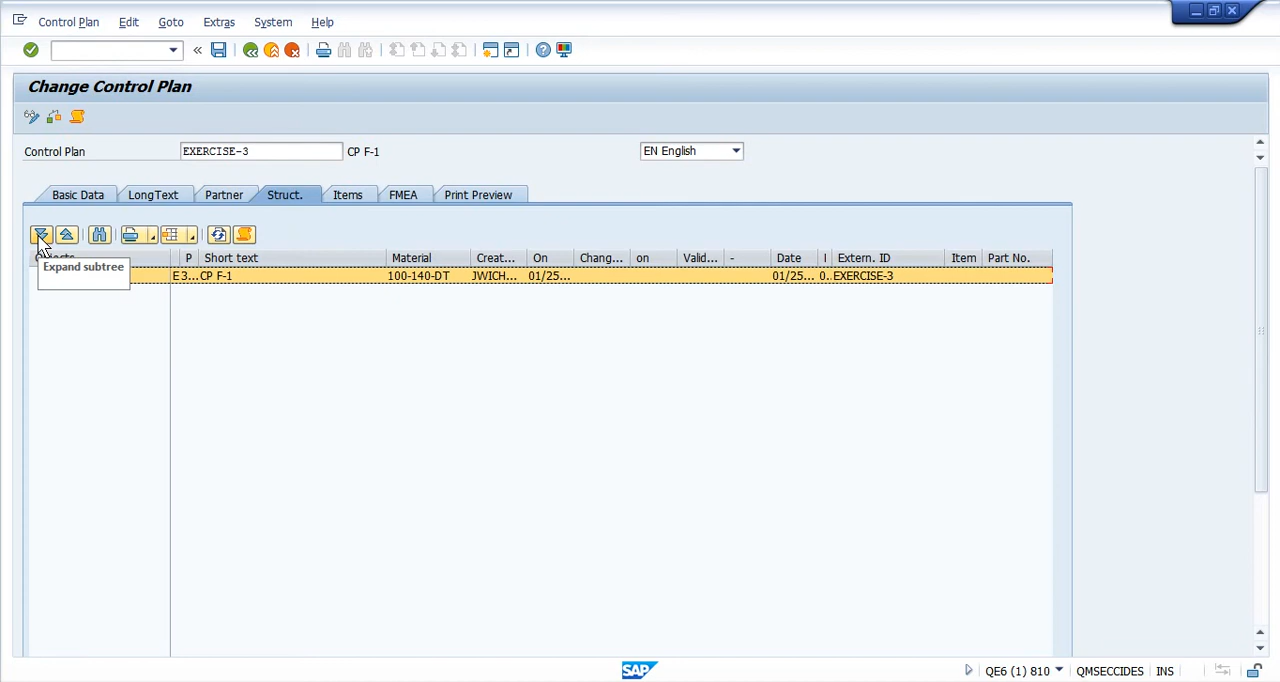 Control Plan Edit Goto Extras System Help
Change Control Plan
Control Plan EXERCISE-3 CP F-1 EN English
Basic Data LongText Partner Struct. Items FMEA Print Preview
P Short text Material Creat... On Chang... on Valid... - Date I Extern. ID Item Part No.
Expand subtree
E 3... CP F-1 100-140-DT JWICH... 01/25... 01/25... 0.. EXERCISE-3
SAP QE6 (1) 810 QMSECCIDES INS